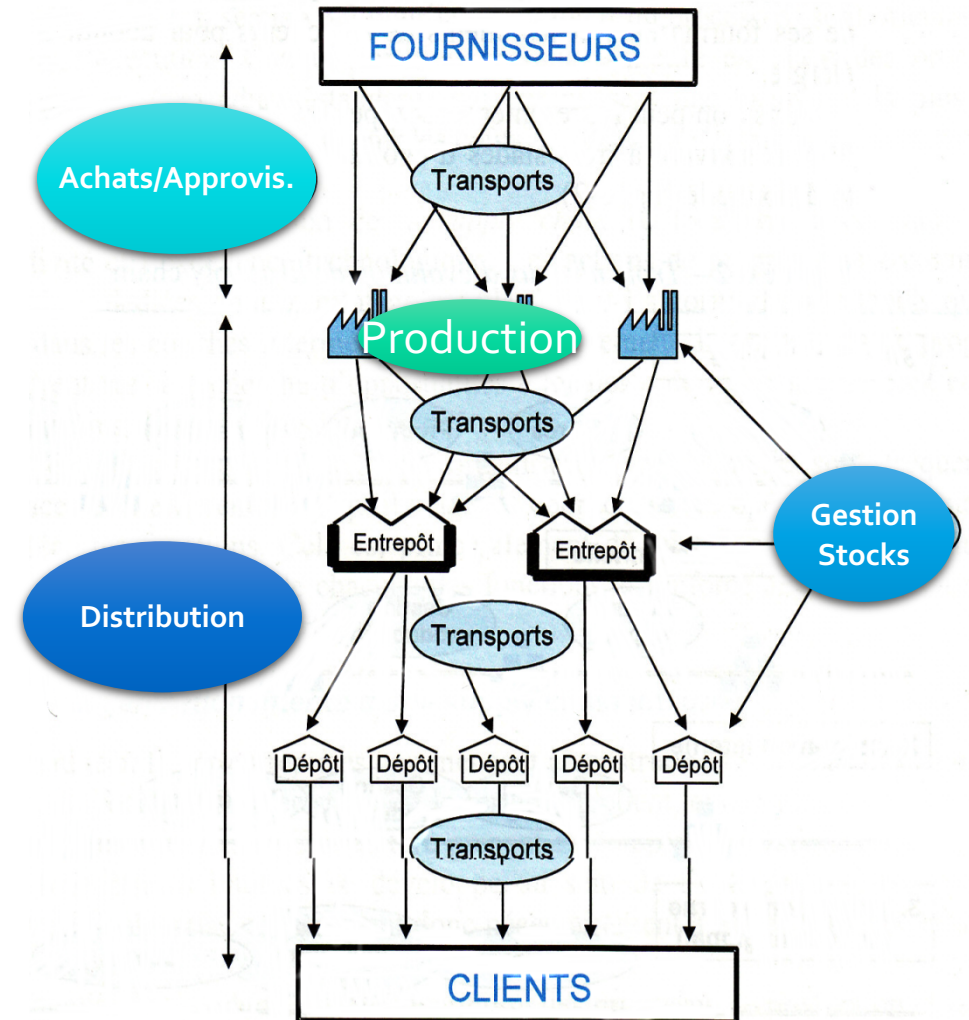 FOURNISSEURS
Achats/Approvis.
Transports
Production
Transports
Gestion
Stocks
Entrepôt
Entrepôt
Distribution
Transports
Dépôt
Dépôt
Dépôt
Dépôt
Dépôt
Transports
CLIENTS